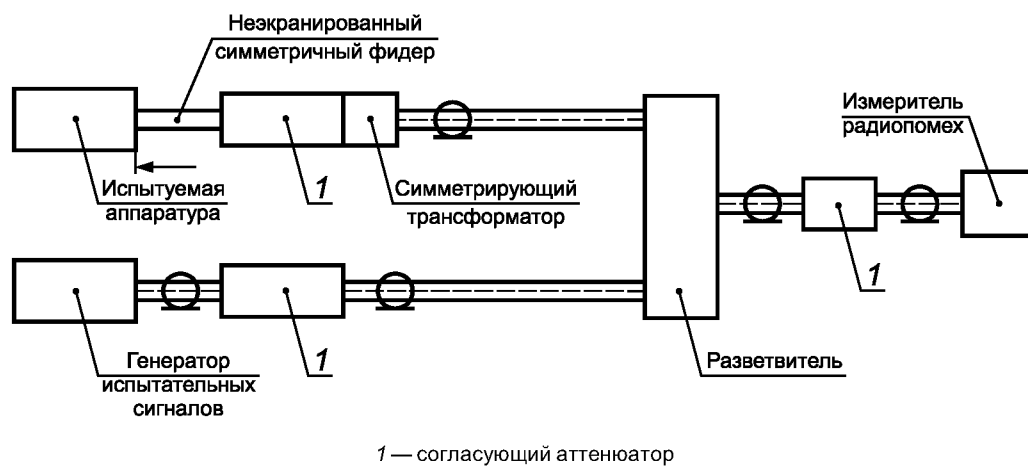 Неэкранированный
симметричный фидер
Измеритель
радиопомех
Испытуемая
аппаратура
1
Симметрирующий
трансформатор
1
Генератор
испытательных
сигналов
1
Разветвитель
1 — согласующий аттенюатор